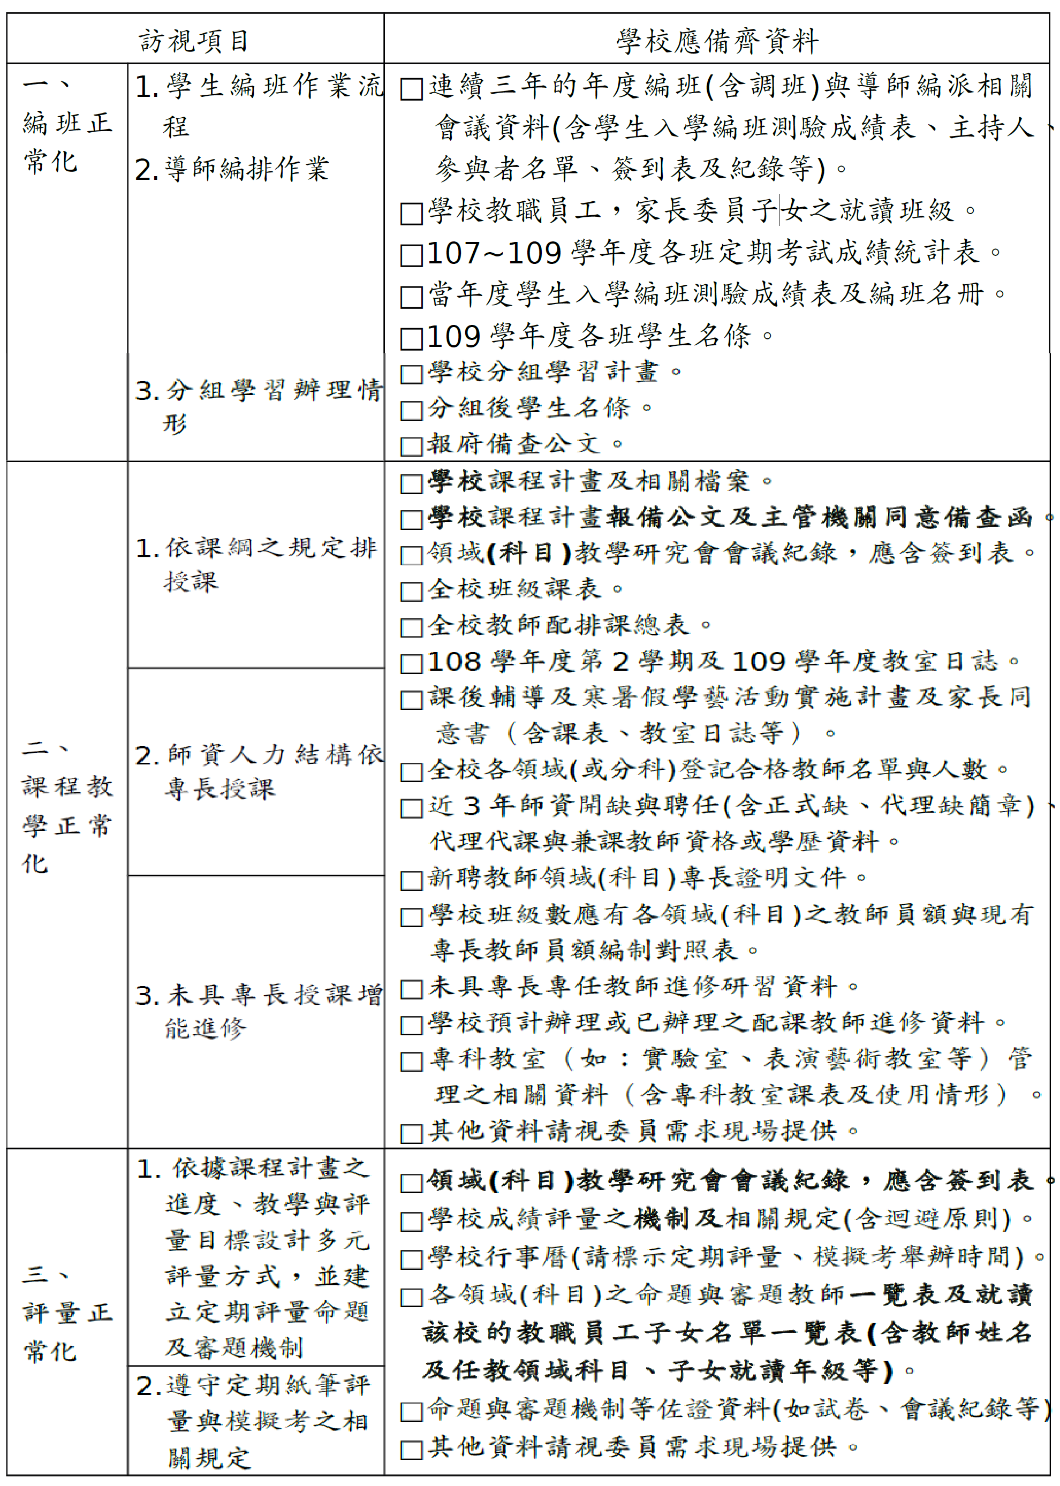 訪視項目
學校應備齊資料
一、
編班正
常化
1.學生編班作業流
程
2.導師編排作業
□連續三年的年度編班(含調班)與導師編派相關
會議資料(含學生入學編班測驗成績表、主持人、
參與者名單、簽到表及紀錄等)。
□學校教職員工，家長委員子女之就讀班級。
□107~109 學年度各班定期考試成績統計表。
□當年度學生入學編班測驗成績表及編班名冊。
□109 學年度各班學生名條。
3.分組學習辦理情
形
□學校分組學習計畫。
□分組後學生名條。
□報府備查公文。
二、
課程教
學正常
化
1.依課綱之規定排
授課
2.師資人力結構依
專長授課
3.未具專長授課增
能進修
□學校課程計畫及相關檔案。
□學校課程計畫報備公文及主管機關同意備查函。
□領域(科目)教學研究會會議紀錄，應含簽到表。
□全校班級課表。
□全校教師配排課總表。
□108 學年度第 2 學期及 109 學年度教室日誌。
□課後輔導及寒暑假學藝活動實施計畫及家長同
意書（含課表、教室日誌等）。
□全校各領域(或分科)登記合格教師名單與人數。
□近 3 年師資開缺與聘任(含正式缺、代理缺簡章)、
代理代課與兼課教師資格或學歷資料。
□新聘教師領域(科目)專長證明文件。
□學校班級數應有各領域(科目)之教師員額與現有
專長教師員額編制對照表。
□未具專長專任教師進修研習資料。
□學校預計辦理或已辦理之配課教師進修資料。
□專科教室（如：實驗室、表演藝術教室等）管
理之相關資料（含專科教室課表及使用情形）。
□其他資料請視委員需求現場提供。
三、
評量正
常化
1. 依據課程計畫之
進度、教學與評
量目標設計多元
評量方式，並建
立定期評量命題
及審題機制
2.遵守定期紙筆評
量與模擬考之相
關規定
□領域(科目)教學研究會會議紀錄，應含簽到表。
□學校成績評量之機制及相關規定(含迴避原則)。
□學校行事曆(請標示定期評量、模擬考舉辦時間)。
□各領域(科目)之命題與審題教師一覽表及就讀
該校的教職員工子女名單一覽表(含教師姓名
及任教領域科目、子女就讀年級等)。
□命題與審題機制等佐證資料(如試卷、會議紀錄等)
□其他資料請視委員需求現場提供。